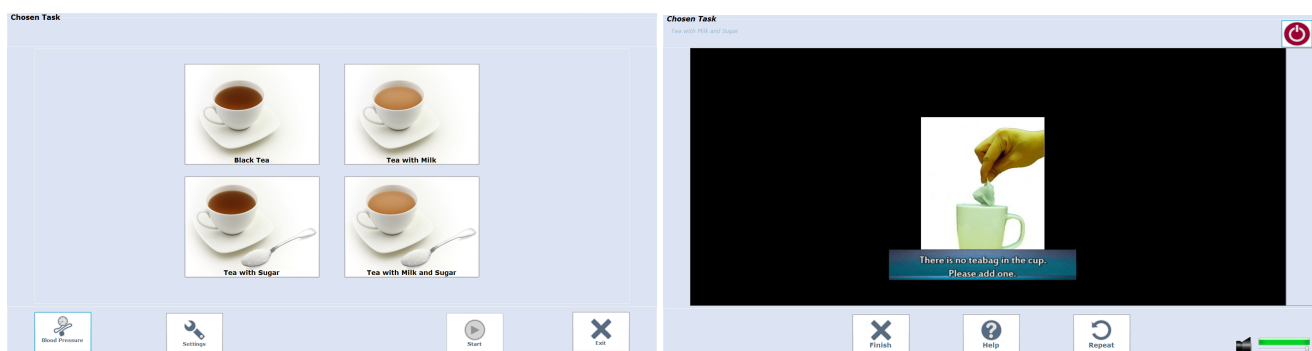 Chosen Task
Black Tea
Tea with Milk
Tea with Sugar
Tea with Milk and Sugar
Blood Pressure
Settings
Start
Exit
Chosen Task
Tea with Milk and Sugar
There is no teabag in the cup.
Please add one.
Finish
Help
Repeat